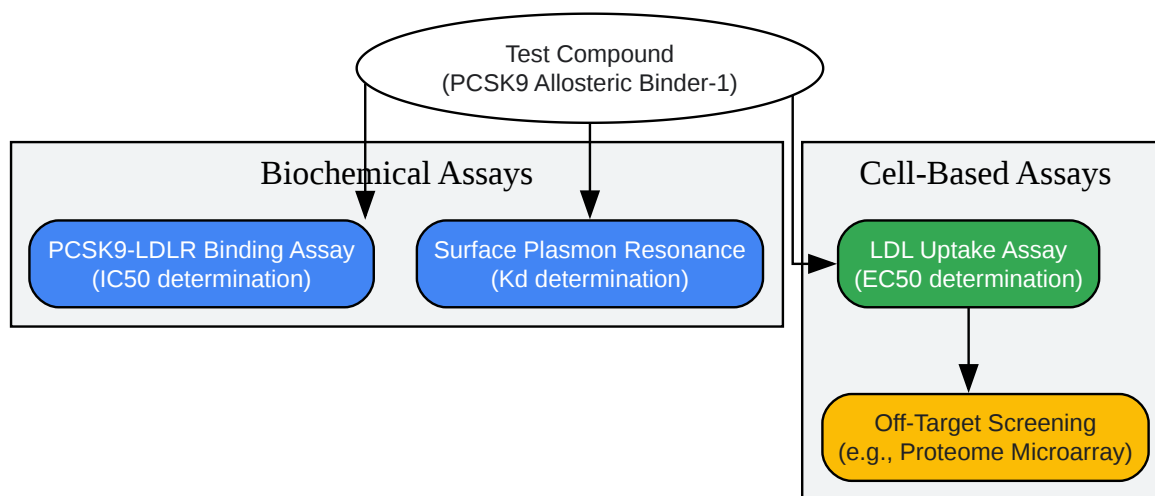 Test Compound
(PCSK9 Allosteric Binder-1)
Biochemical Assays
Cell-Based Assays
PCSK9-LDLR Binding Assay
(IC50 determination)
Surface Plasmon Resonance
(Kd determination)
LDL Uptake Assay
(EC50 determination)
Off-Target Screening
(e.g., Proteome Microarray)